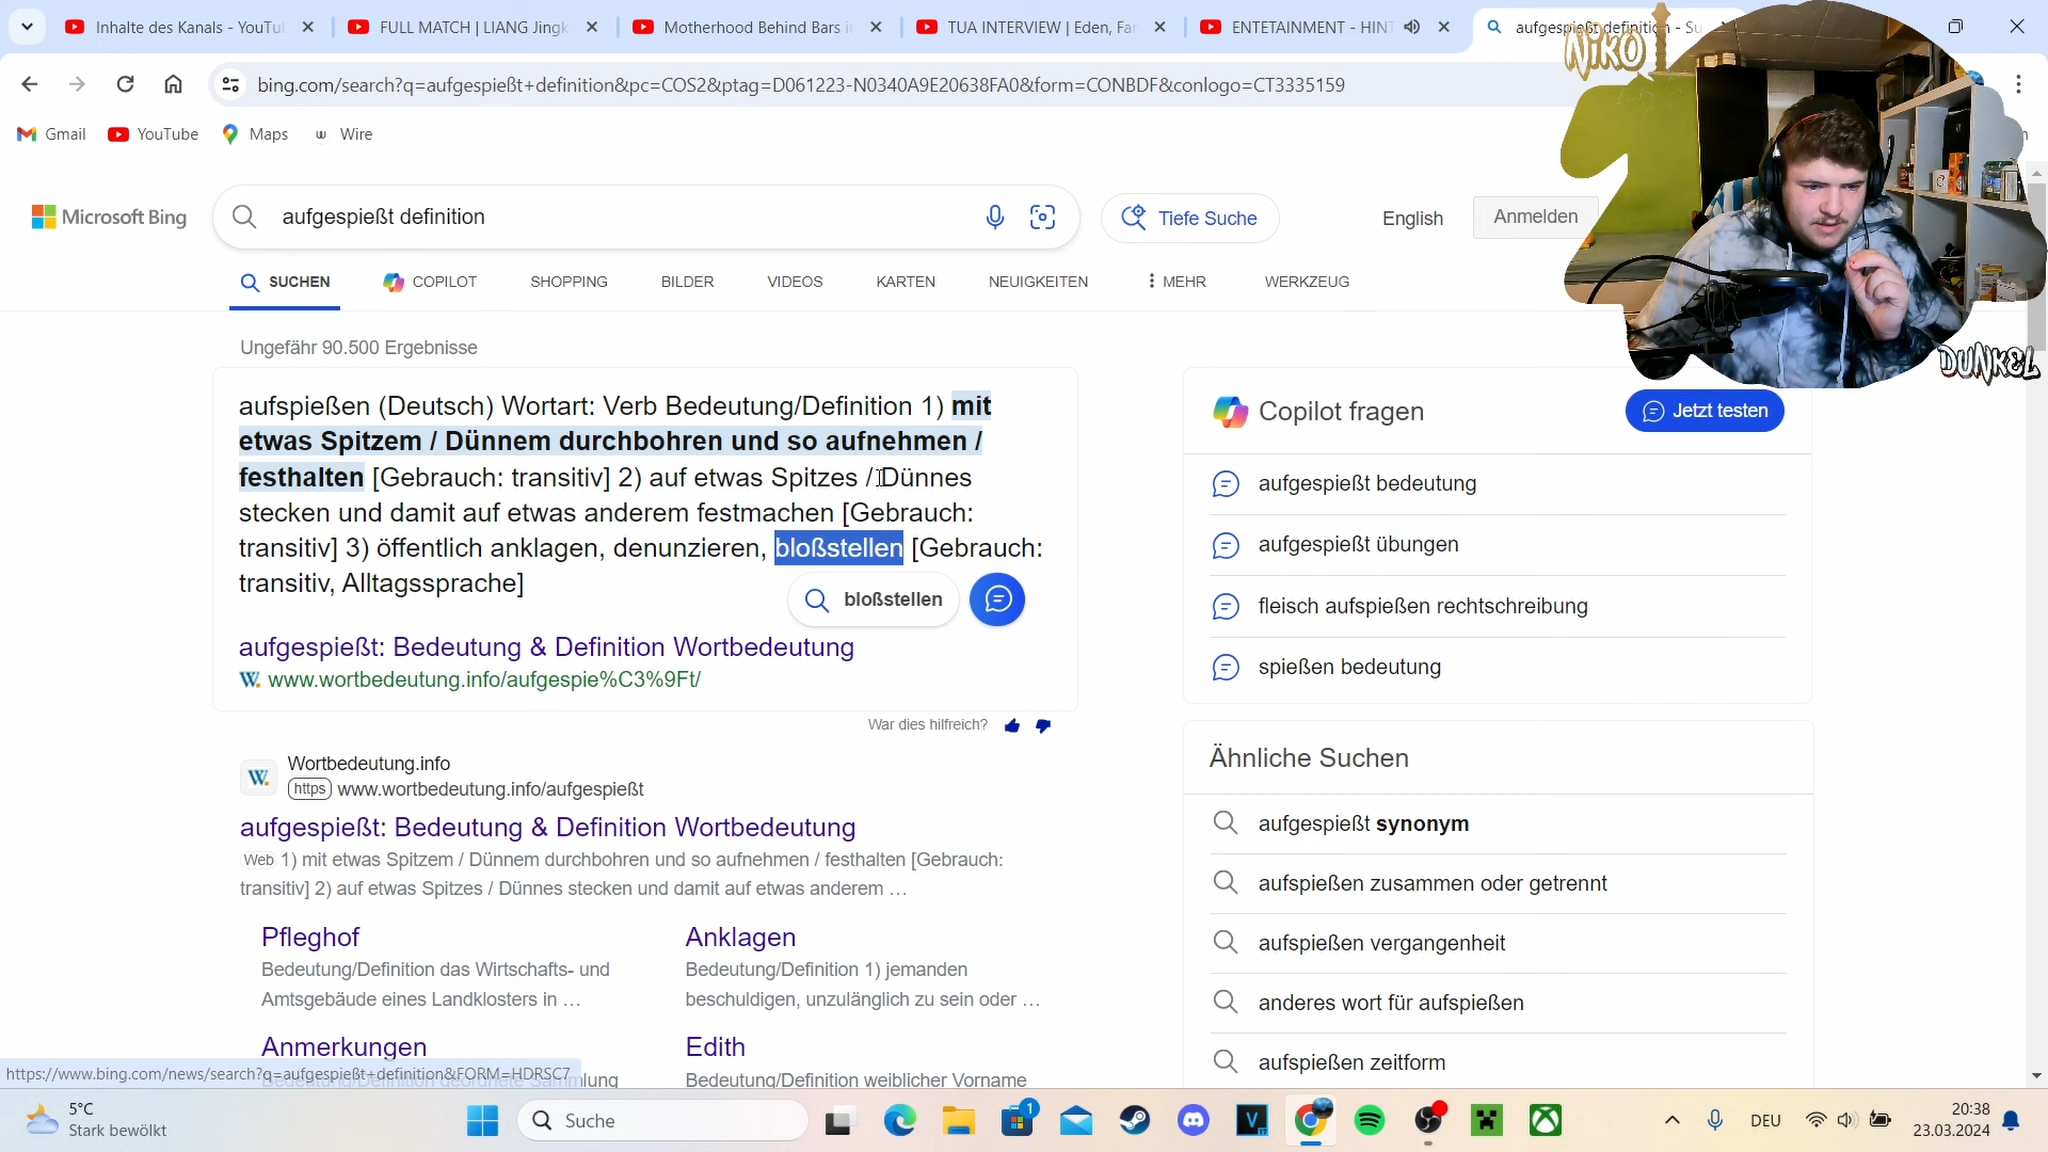 Inhalte des Kanals - YouTu
FULL MATCH | LIANG Jingk
Motherhood Behind Bars i
TUA INTERVIEW | Eden, Far
ENTETAINMENT - HINT
aufgespießt definition - Su
bing.com/search?q=aufgespießt+definition&pc=COS2&ptag=D061223-N0340A9E20638FA0&form=CONBDF&conlogo=CT3335159
Gmail
YouTube
Maps
Wire
NiKO
DUNKEL
Microsoft Bing
aufgespießt definition
Tiefe Suche
English
Anmelden
SUCHEN
COPILOT
SHOPPING
BILDER
VIDEOS
KARTEN
NEUIGKEITEN
MEHR
WERKZEUG
Ungefähr 90.500 Ergebnisse
aufspießen (Deutsch) Wortart: Verb Bedeutung/Definition 1) mit
etwas Spitzem / Dünnem durchbohren und so aufnehmen /
festhalten [Gebrauch: transitiv] 2) auf etwas Spitzes / Dünnes
stecken und damit auf etwas anderem festmachen [Gebrauch:
transitiv] 3) öffentlich anklagen, denunzieren, bloßstellen [Gebrauch:
transitiv, Alltagssprache]
bloßstellen
aufgespießt: Bedeutung & Definition Wortbedeutung
www.wortbedeutung.info/aufgespie%C3%9Ft/
War dies hilfreich?
Wortbedeutung.info
https www.wortbedeutung.info/aufgespießt
aufgespießt: Bedeutung & Definition Wortbedeutung
Web 1) mit etwas Spitzem / Dünnem durchbohren und so aufnehmen / festhalten [Gebrauch:
transitiv] 2) auf etwas Spitzes / Dünnes stecken und damit auf etwas anderem …
Pfleghof
Bedeutung/Definition das Wirtschafts- und
Amtsgebäude eines Landklosters in …
Anklagen
Bedeutung/Definition 1) jemanden
beschuldigen, unzulänglich zu sein oder …
Anmerkungen
Edith
Bedeutung/Definition weiblicher Vorname
https://www.bing.com/news/search?q=aufgespießt+definition&FORM=HDRSC7
Copilot fragen
Jetzt testen
aufgespießt bedeutung
aufgespießt übungen
fleisch aufspießen rechtschreibung
spießen bedeutung
Ähnliche Suchen
aufgespießt synonym
aufspießen zusammen oder getrennt
aufspießen vergangenheit
anderes wort für aufspießen
aufspießen zeitform
5°C
Stark bewölkt
Suche
1
DEU
20:38
23.03.2024